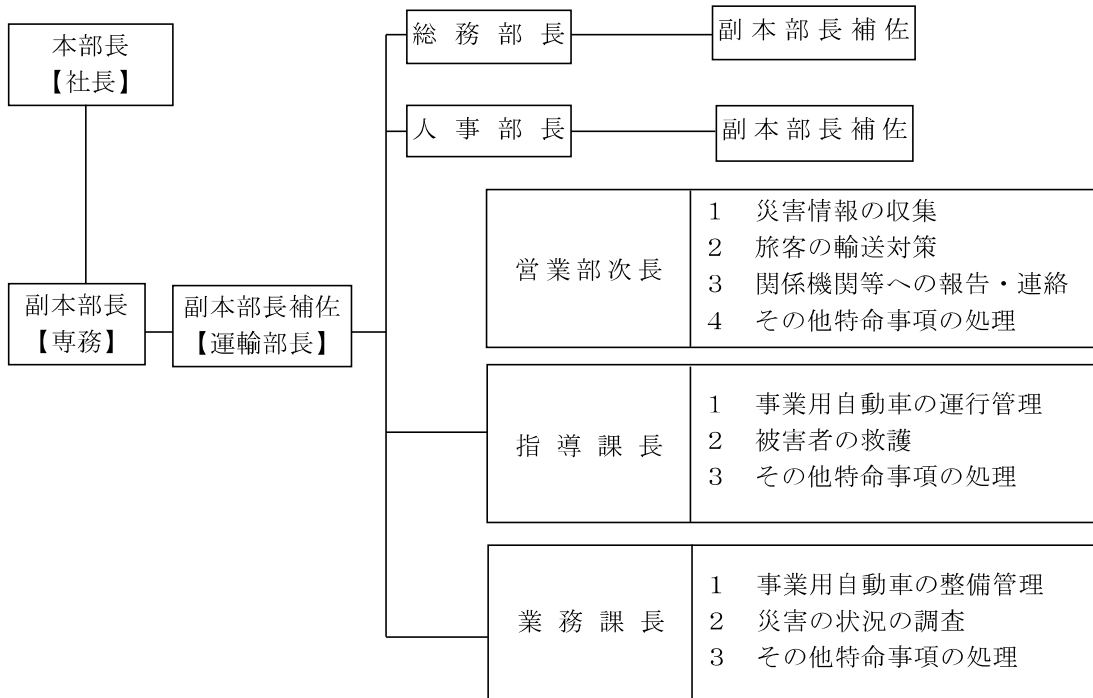 本部長
【社長】
副本部長
【専務】
副本部長補佐
【運輸部長】
総務部長
副本部長補佐
人事部長
副本部長補佐
営業部次長
1　災害情報の収集
2　旅客の輸送対策
3　関係機関等への報告・連絡
4　その他特命事項の処理
指導課長
1　事業用自動車の運行管理
2　被害者の救護
3　その他特命事項の処理
業務課長
1　事業用自動車の整備管理
2　災害の状況の調査
3　その他特命事項の処理